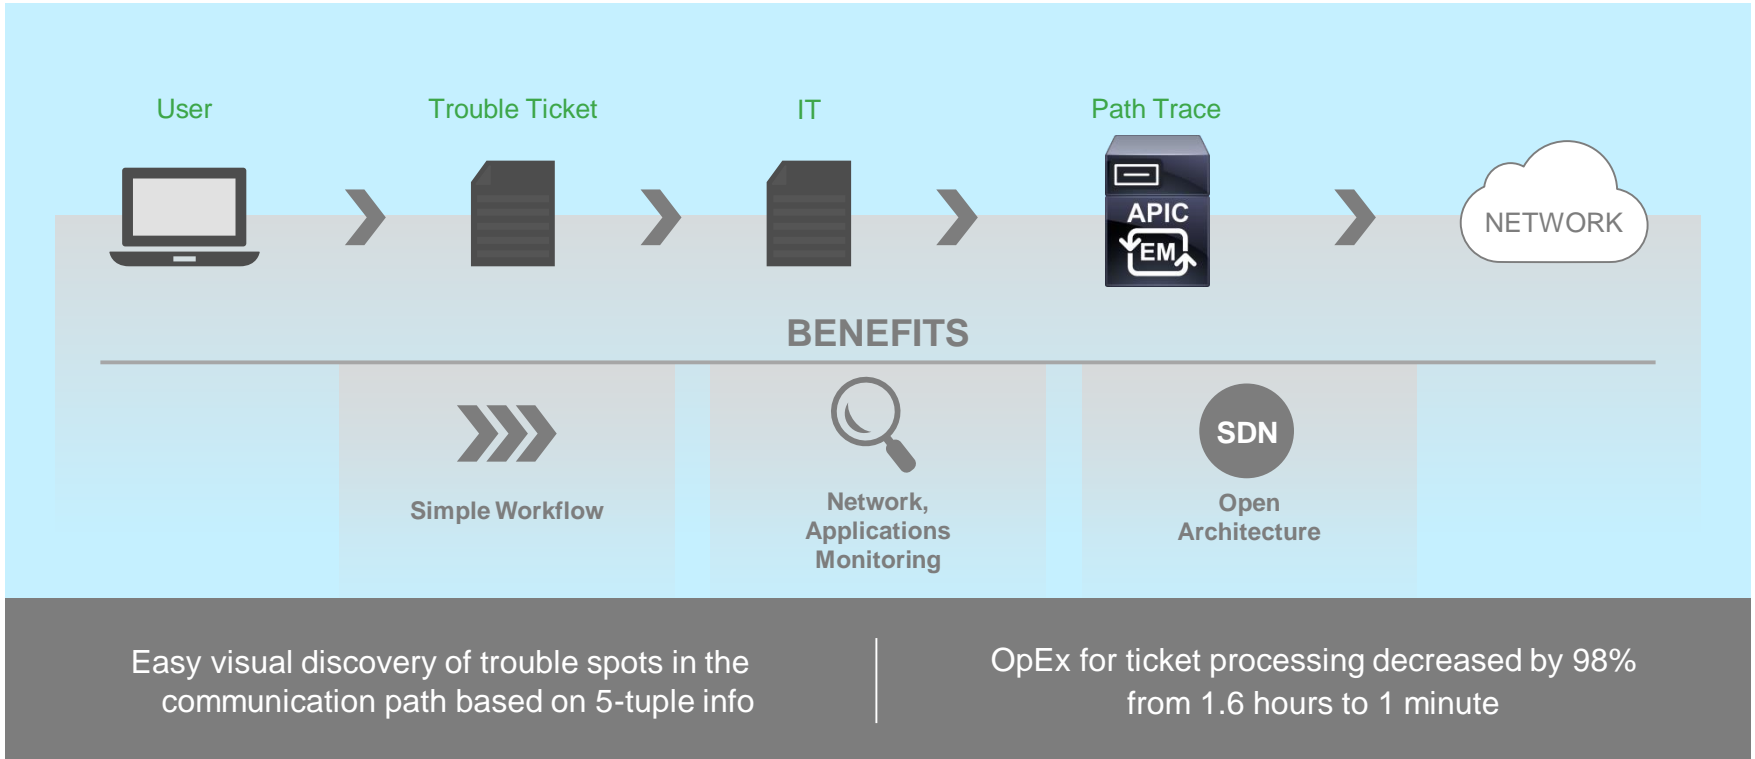 User
Trouble Ticket
IT
Path Trace
APIC
EM
NETWORK
BENEFITS
Simple Workflow
Network,
Applications
Monitoring
SDN
Open
Architecture
Easy visual discovery of trouble spots in the
communication path based on 5-tuple info
OpEx for ticket processing decreased by 98%
from 1.6 hours to 1 minute